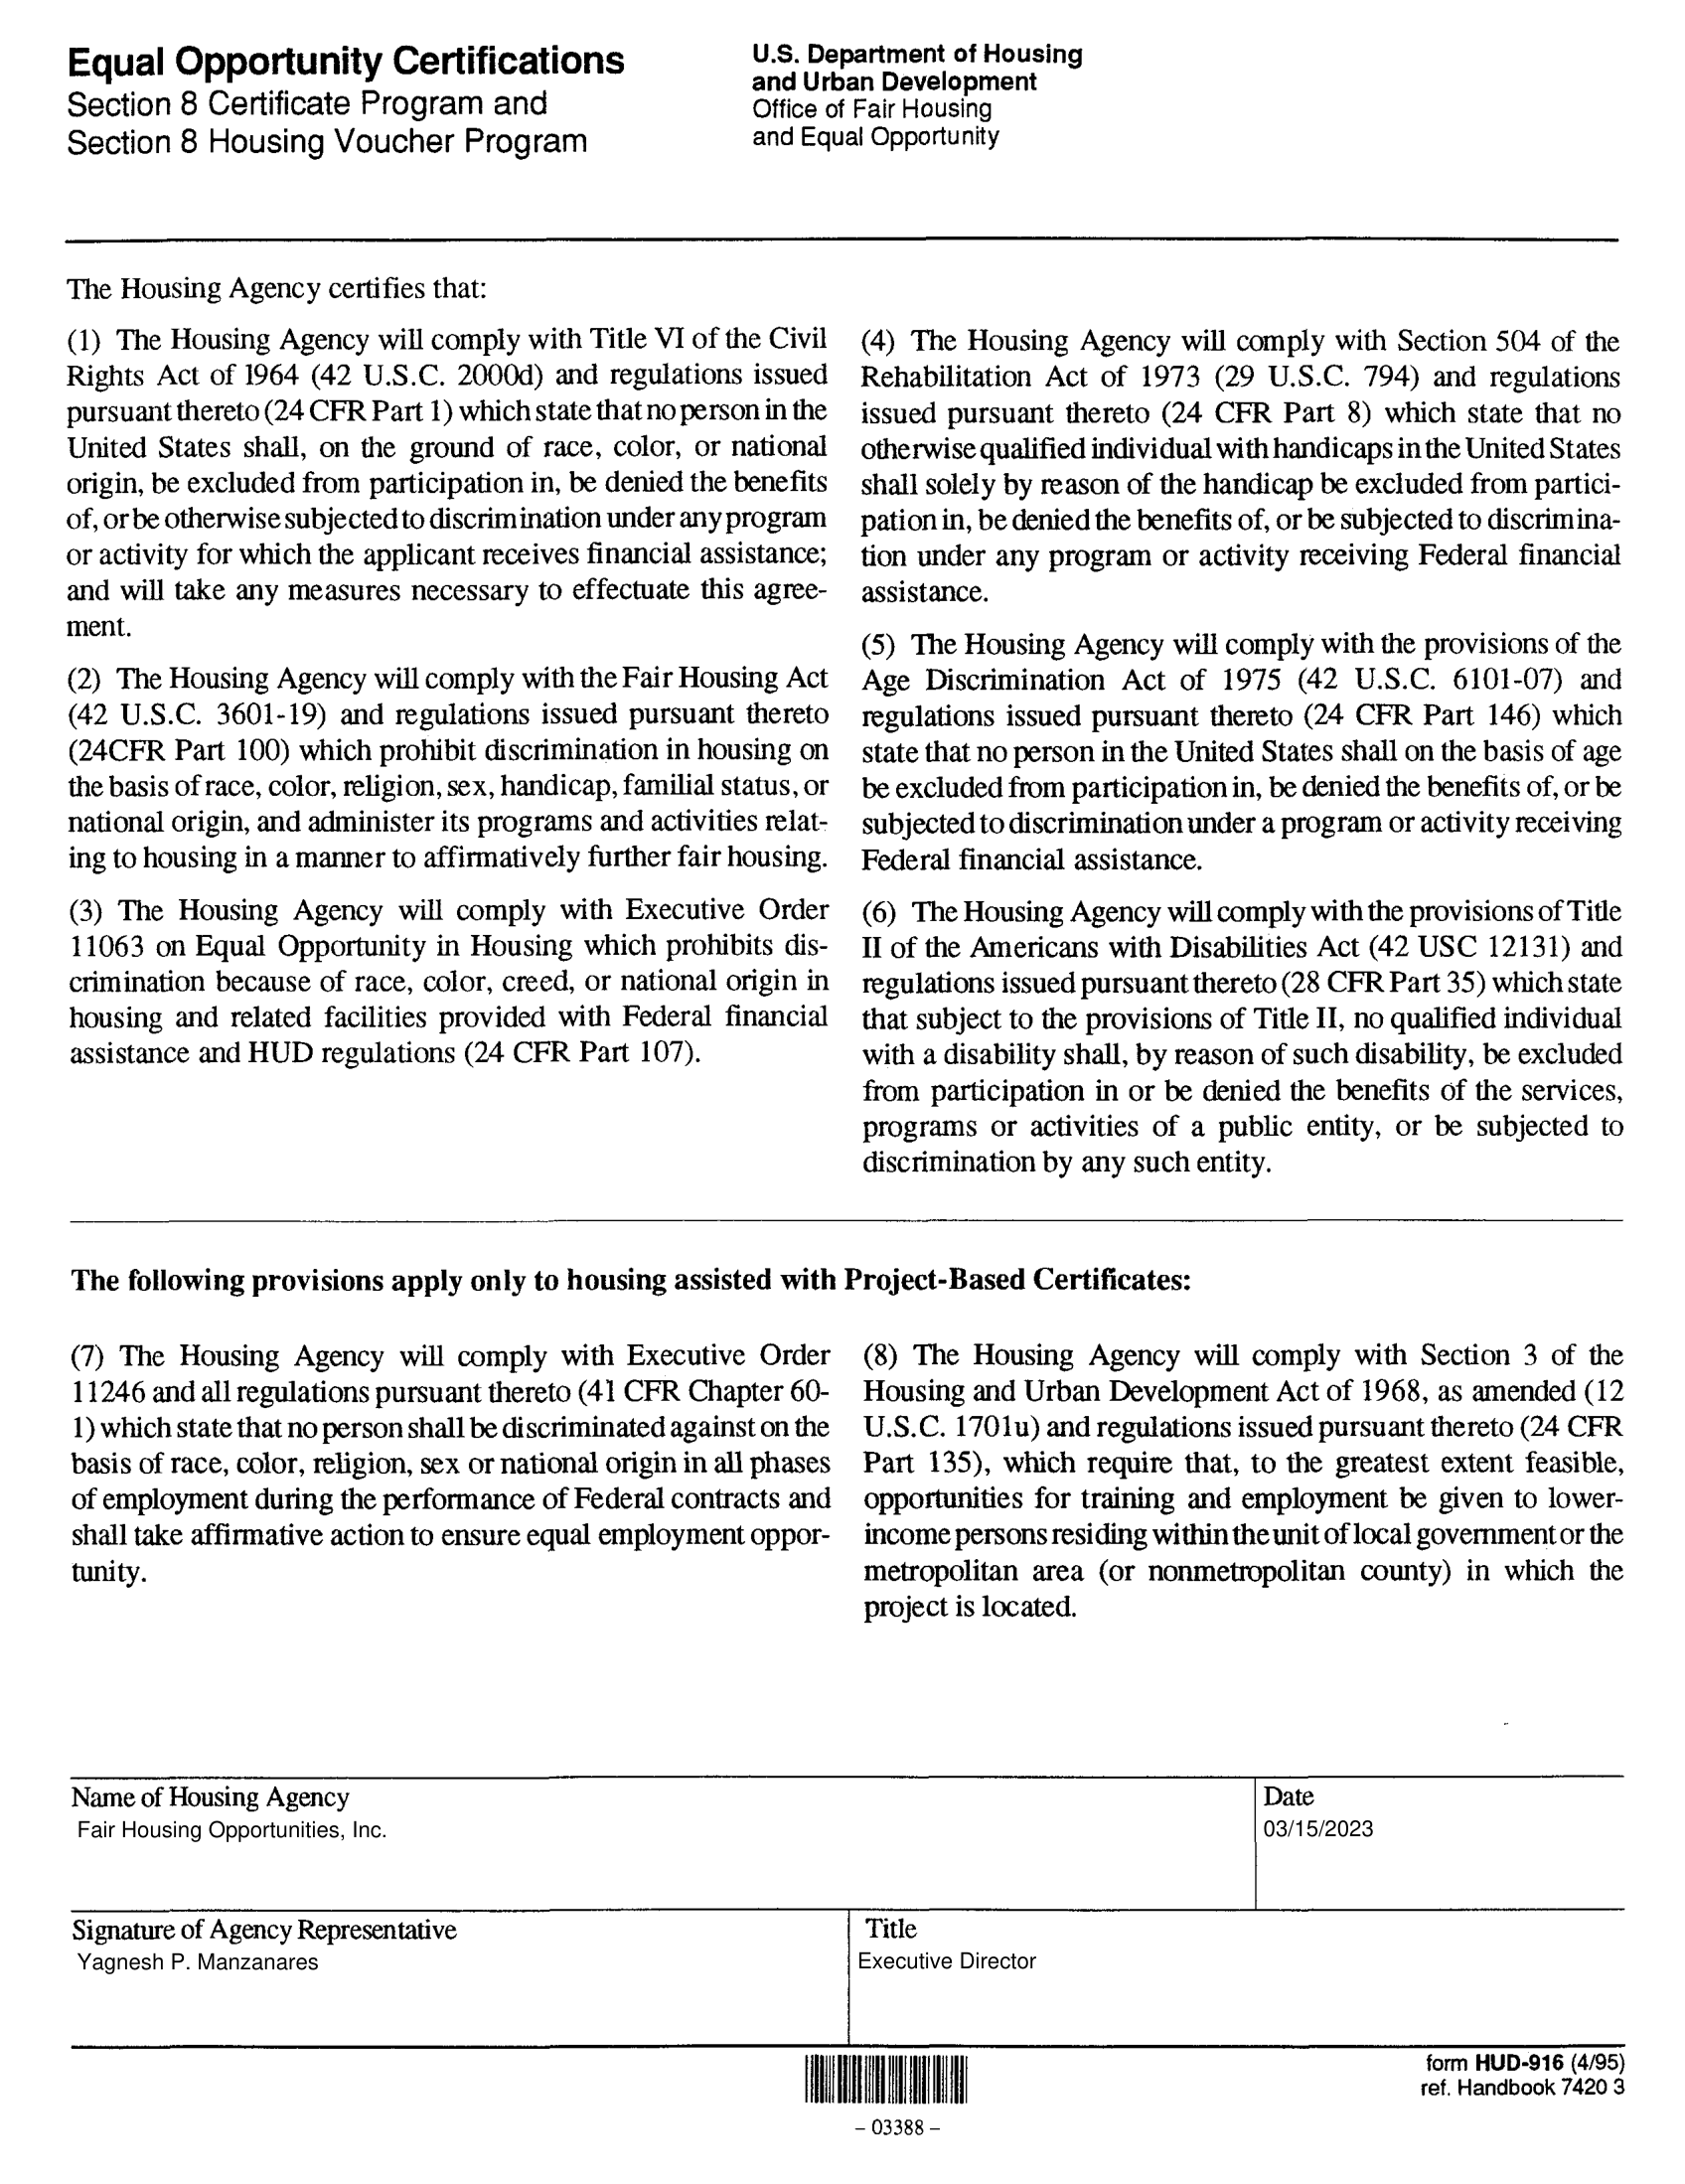 Equal Opportunity Certifications
Section 8 Certificate Program and
Section 8 Housing Voucher Program
U.S. Department of Housing
and Urban Development
Office of Fair Housing
and Equal Opportunity
The Housing Agency certifies that:
(1) The Housing Agency will comply with Title VI of the Civil
Rights Act of 1964 (42 U.S.C. 2000d) and regulations issued
pursuant thereto (24 CFR Part 1) which state that no person in the
United States shall, on the ground of race, color, or national
origin, be excluded from participation in, be denied the benefits
of, or be otherwise subjected to discrimination under any program
or activity for which the applicant receives financial assistance;
and will take any measures necessary to effectuate this agree-
ment.
(2) The Housing Agency will comply with the Fair Housing Act
(42 U.S.C. 3601-19) and regulations issued pursuant thereto
(24CFR Part 100) which prohibit discrimination in housing on
the basis of race, color, religion, sex, handicap, familial status, or
national origin, and administer its programs and activities relat-
ing to housing in a manner to affirmatively further fair housing.
(3) The Housing Agency will comply with Executive Order
11063 on Equal Opportunity in Housing which prohibits dis-
crimination because of race, color, creed, or national origin in
housing and related facilities provided with Federal financial
assistance and HUD regulations (24 CFR Part 107).
(4) The Housing Agency will comply with Section 504 of the
Rehabilitation Act of 1973 (29 U.S.C. 794) and regulations
issued pursuant thereto (24 CFR Part 8) which state that no
otherwise qualified individual with handicaps in the United States
shall solely by reason of the handicap be excluded from partici-
pation in, be denied the benefits of, or be subjected to discrimina-
tion under any program or activity receiving Federal financial
assistance.
(5) The Housing Agency will comply with the provisions of the
Age Discrimination Act of 1975 (42 U.S.C. 6101-07) and
regulations issued pursuant thereto (24 CFR Part 146) which
state that no person in the United States shall on the basis of age
be excluded from participation in, be denied the benefits of, or be
subjected to discrimination under a program or activity receiving
Federal financial assistance.
(6) The Housing Agency will comply with the provisions of Title
II of the Americans with Disabilities Act (42 USC 12131) and
regulations issued pursuant thereto (28 CFR Part 35) which state
that subject to the provisions of Title II, no qualified individual
with a disability shall, by reason of such disability, be excluded
from participation in or be denied the benefits of the services,
programs or activities of a public entity, or be subjected to
discrimination by any such entity.
The following provisions apply only to housing assisted with Project-Based Certificates:
(7) The Housing Agency will comply with Executive Order
11246 and all regulations pursuant thereto (41 CFR Chapter 60-
1) which state that no person shall be discriminated against on the
basis of race, color, religion, sex or national origin in all phases
of employment during the performance of Federal contracts and
shall take affirmative action to ensure equal employment oppor-
tunity.
(8) The Housing Agency will comply with Section 3 of the
Housing and Urban Development Act of 1968, as amended (12
U.S.C. 1701u) and regulations issued pursuant thereto (24 CFR
Part 135), which require that, to the greatest extent feasible,
opportunities for training and employment be given to lower-
income persons residing within the unit of local government or the
metropolitan area (or nonmetropolitan county) in which the
project is located.
Name of Housing Agency
Fair Housing Opportunities, Inc.
Date
03/15/2023
Signature of Agency Representative
Yagnesh P. Manzanares
Title
Executive Director
form HUD-916 (4/95)
ref. Handbook 7420 3
– 03388 –